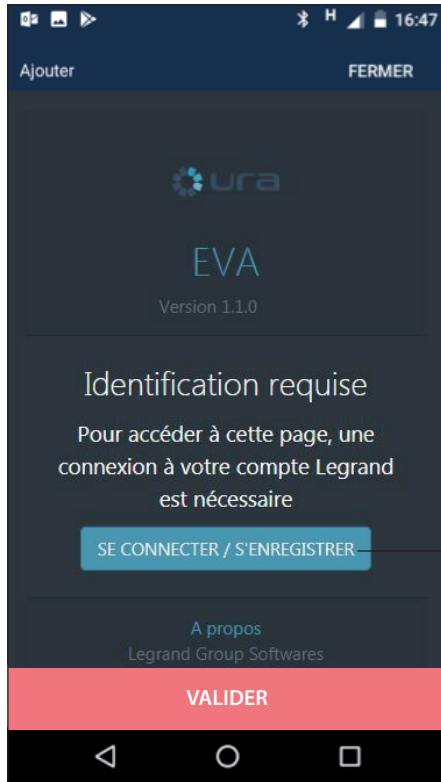 H 16:47
Ajouter FERMER
ura
EVA
Version 1.1.0
Identification requise
Pour accéder à cette page, une
connexion à votre compte Legrand
est nécessaire
SE CONNECTER / S'ENREGISTRER
A propos
Legrand Group Softwares
VALIDER